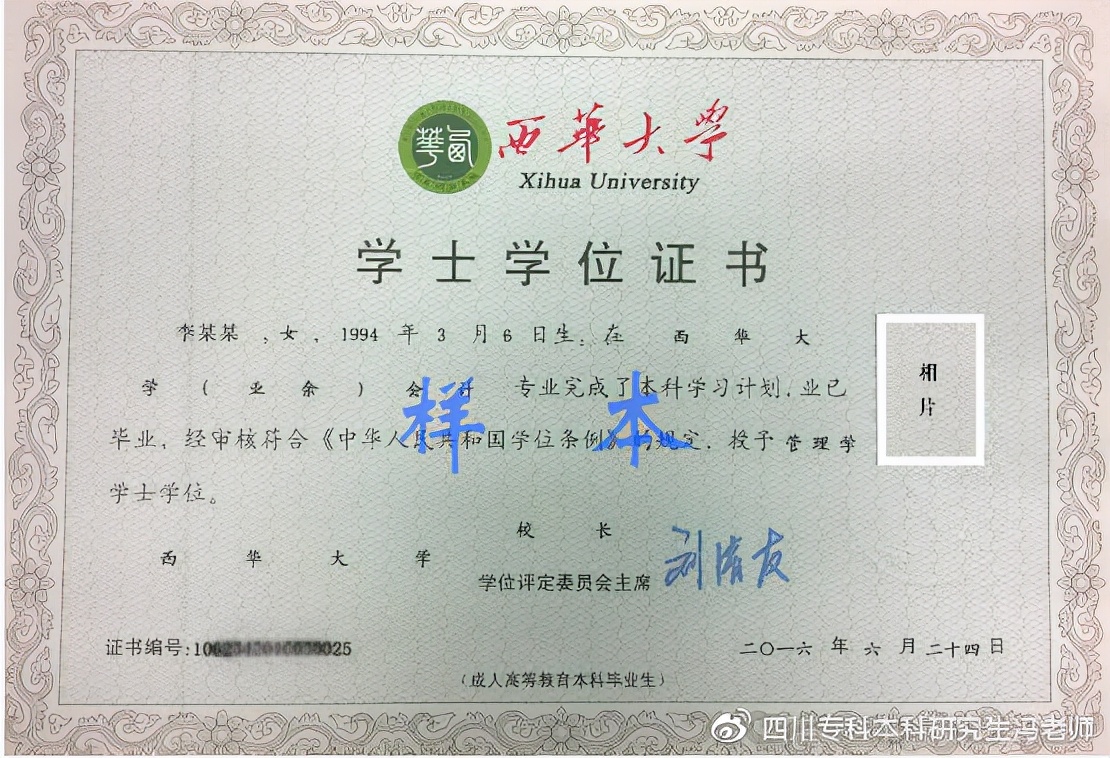 西華大學
Xihua University
学士学位证书
李某某 ,女, 1994 年 3 月 6 日生。在 西 华 大
学 ( 业 余 ) 会 计 专业完成了本科学习计划,业已
毕业,经审核符合《中华人民共和国学位条例》的规定,授予 管理学
学士学位。
样 本
相
片
校 长
西 华 大 学
刘清友
学位评定委员会主席
证书编号:
二〇一六 年 六 月 二十四 日
(成人高等教育本科毕业生)
四川专科本科研究生冯老师